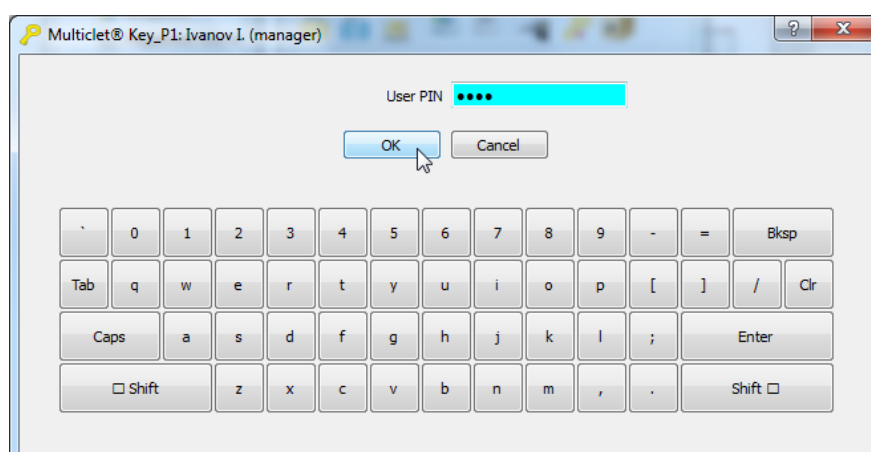 Multiclet® Key_P1: Ivanov I. (manager)
User PIN ●●●●
OK Cancel
` 0 1 2 3 4 5 6 7 8 9 - = Bksp
Tab q w e r t y u i o p [ ] / Clr
Caps a s d f g h j k l ; Enter
□ Shift z x c v b n m , . Shift □